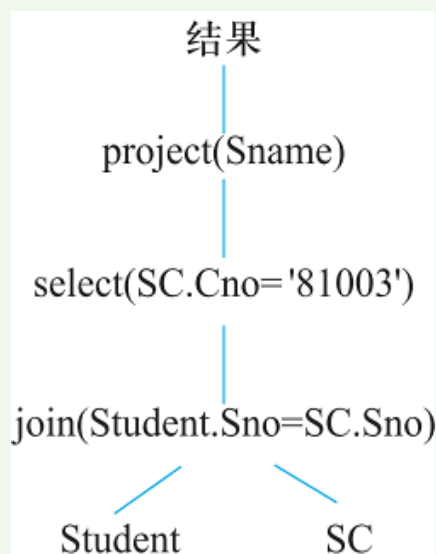 结果
project(Sname)
select(SC.Cno='81003')
join(Student.Sno=SC.Sno)
Student SC